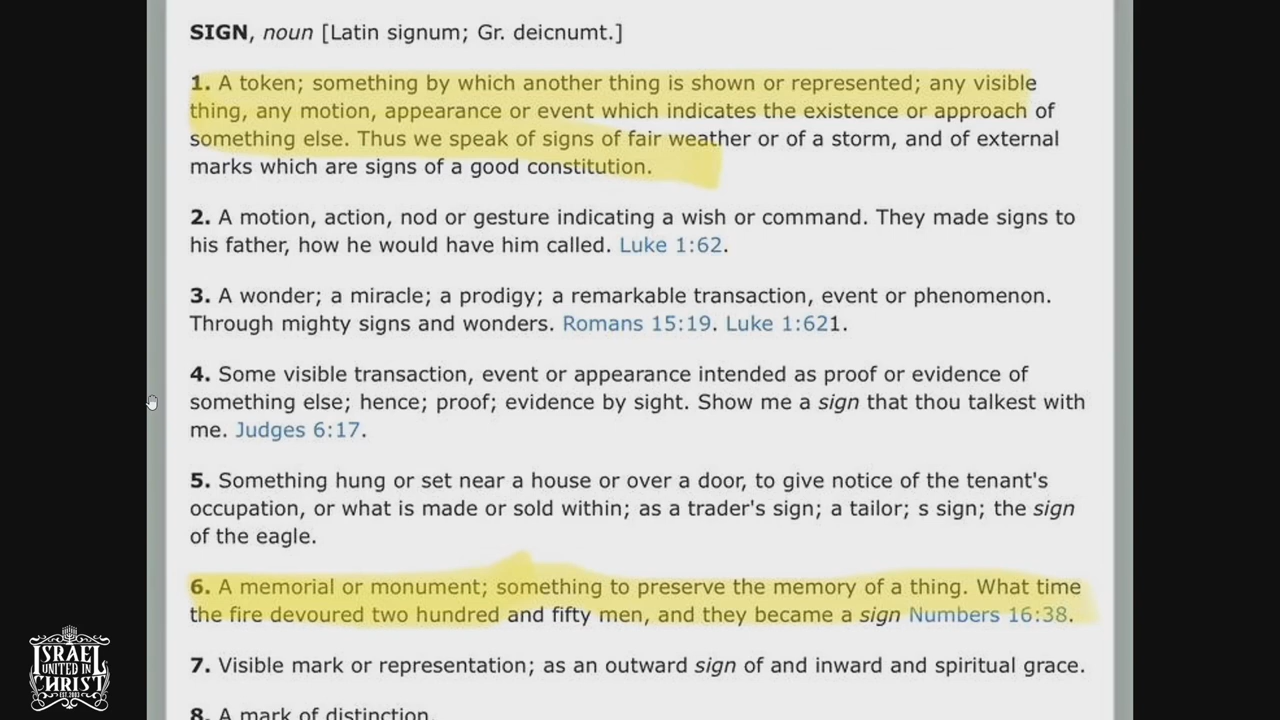 SIGN, noun [Latin signum; Gr. deicnumt.]
1. A token; something by which another thing is shown or represented; any visible
thing, any motion, appearance or event which indicates the existence or approach of
something else. Thus we speak of signs of fair weather or of a storm, and of external
marks which are signs of a good constitution.
2. A motion, action, nod or gesture indicating a wish or command. They made signs to
his father, how he would have him called. Luke 1:62.
3. A wonder; a miracle; a prodigy; a remarkable transaction, event or phenomenon.
Through mighty signs and wonders. Romans 15:19. Luke 1:621.
4. Some visible transaction, event or appearance intended as proof or evidence of
something else; hence; proof; evidence by sight. Show me a sign that thou talkest with
me. Judges 6:17.
5. Something hung or set near a house or over a door, to give notice of the tenant's
occupation, or what is made or sold within; as a trader's sign; a tailor; s sign; the sign
of the eagle.
6. A memorial or monument; something to preserve the memory of a thing. What time
the fire devoured two hundred and fifty men, and they became a sign Numbers 16:38.
7. Visible mark or representation; as an outward sign of and inward and spiritual grace.
8. A mark of distinction.
ISRAEL
UNITED IN
CHRIST
EST. 2003